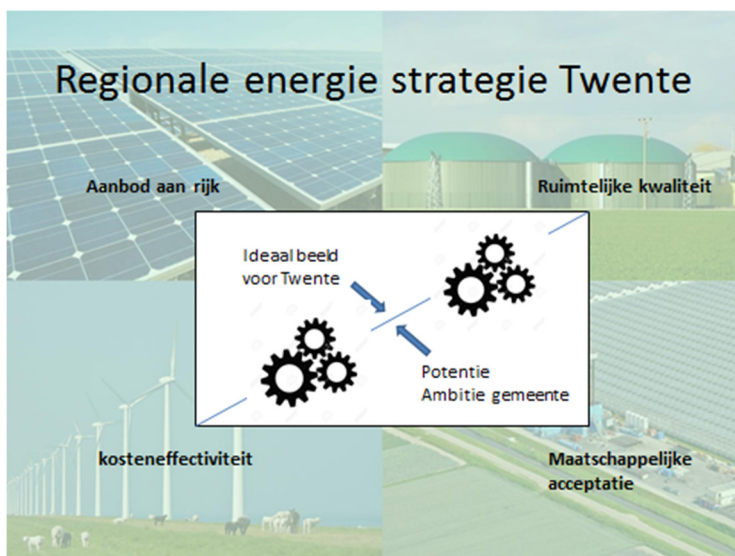 Regionale energie strategie Twente
Aanbod aan rijk
Ruimtelijke kwaliteit
Ideaal beeld
voor Twente
Potentie
Ambitie gemeente
kosteneffectiviteit
Maatschappelijke
acceptatie